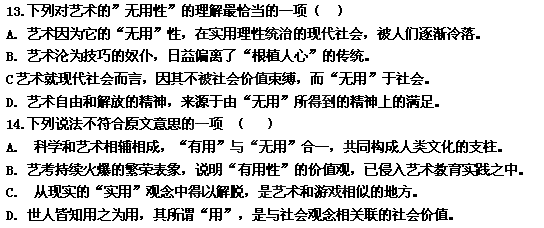 13.下列对艺术的”无用性”的理解最恰当的一项（　）
A. 艺术因为它的“无用”性，在实用理性统治的现代社会，被人们逐渐冷落。
B. 艺术沦为技巧的奴仆，日益偏离了“根植人心”的传统。
C艺术就现代社会而言，因其不被社会价值束缚，而“无用”于社会。
D. 艺术自由和解放的精神，来源于由“无用”所得到的精神上的满足。
14.下列说法不符合原文意思的一项 （　）
A.  科学和艺术相辅相成，“有用”与“无用”合一，共同构成人类文化的支柱。
B. 艺考持续火爆的繁荣表象，说明“有用性”的价值观，已侵入艺术教育实践之中。
C.  从现实的“实用”观念中得以解脱，是艺术和游戏相似的地方。
D. 世人皆知用之为用，其所谓“用”，是与社会观念相关联的社会价值。